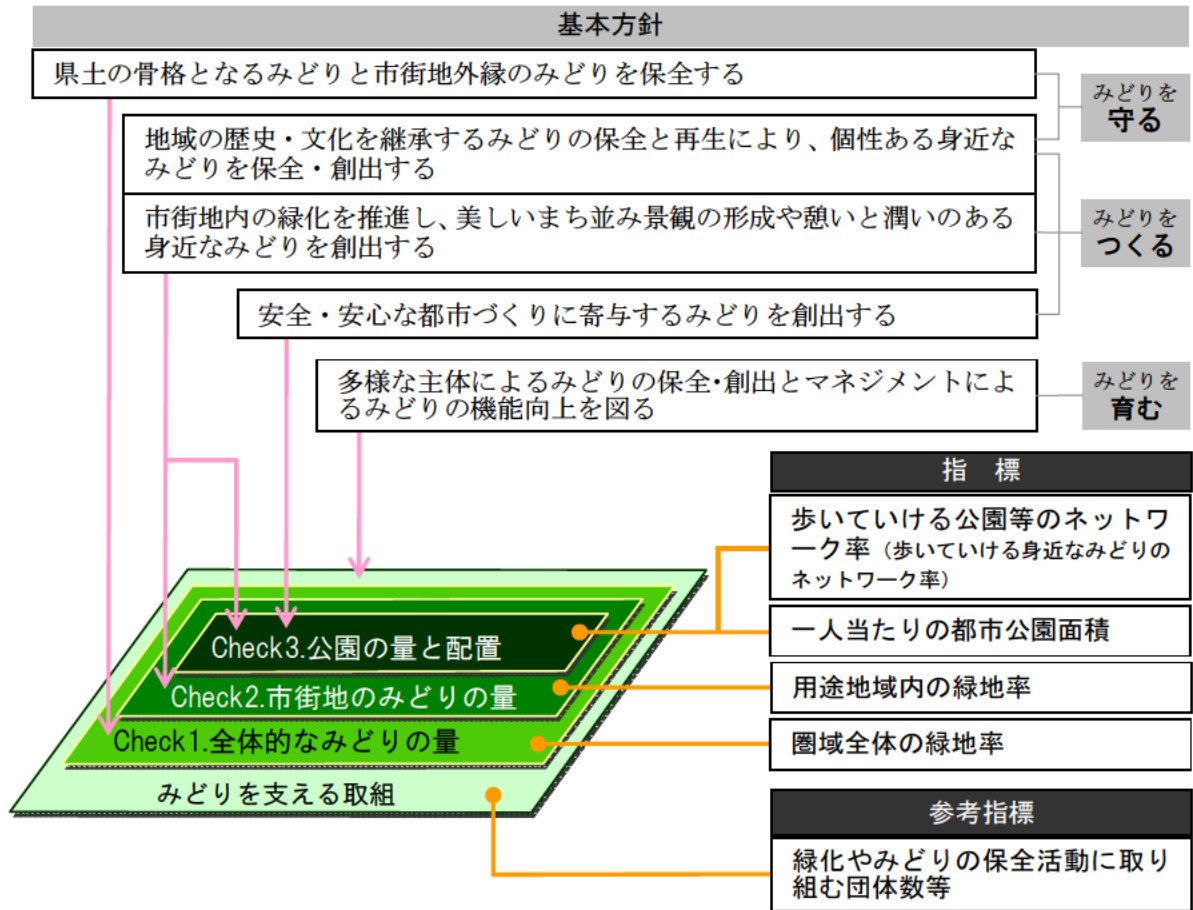 基本方針
県土の骨格となるみどりと市街地外縁のみどりを保全する
みどりを
守る
地域の歴史・文化を継承するみどりの保全と再生により、個性ある身近な
みどりを保全・創出する
市街地内の緑化を推進し、美しいまち並み景観の形成や憩いと潤いのある
身近なみどりを創出する
みどりを
つくる
安全・安心な都市づくりに寄与するみどりを創出する
多様な主体によるみどりの保全・創出とマネジメントによ
るみどりの機能向上を図る
みどりを
育む
指 標
歩いていける公園等のネットワ
ーク率（歩いていける身近なみどりの
ネットワーク率）
一人当たりの都市公園面積
用途地域内の緑地率
圏域全体の緑地率
Check3.公園の量と配置
Check2.市街地のみどりの量
Check1.全体的なみどりの量
みどりを支える取組
参考指標
緑化やみどりの保全活動に取り
組む団体数等